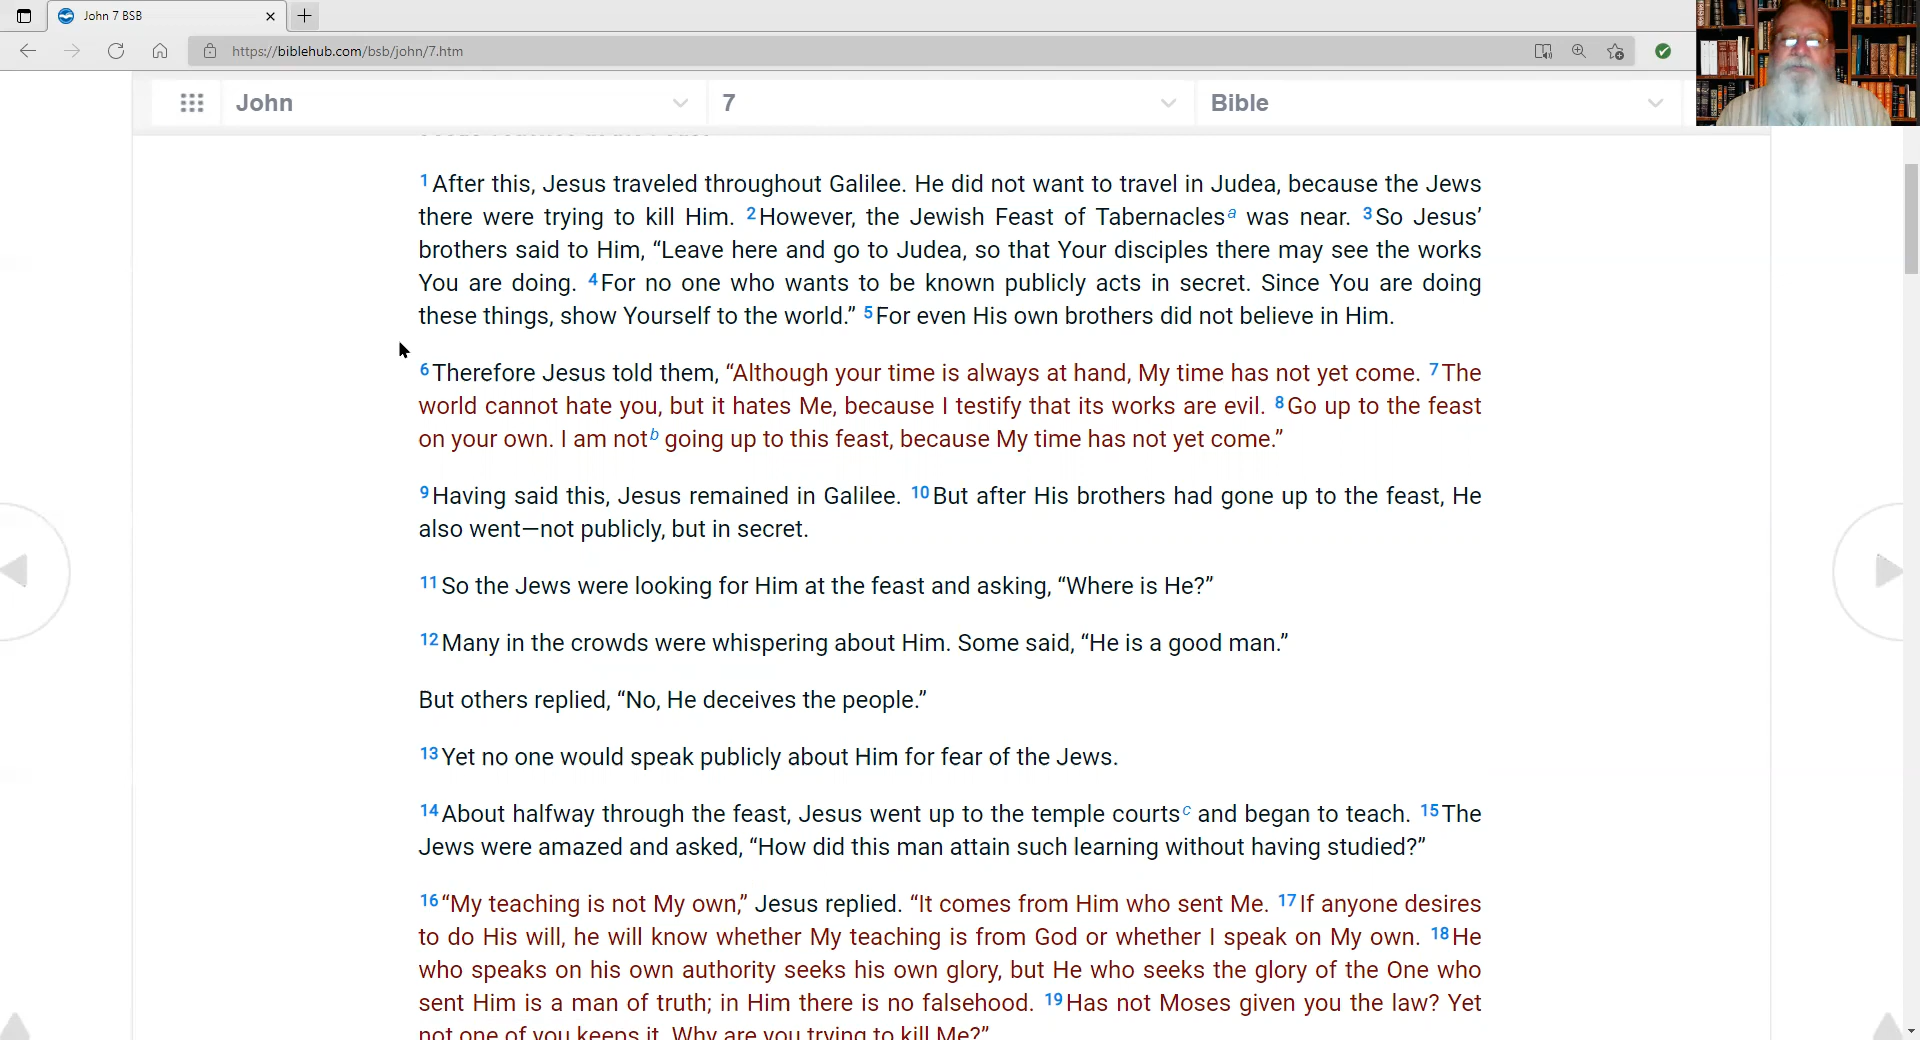 John 7 BSB
https://biblehub.com/bsb/john/7.htm
John 7 Bible
1 After this, Jesus traveled throughout Galilee. He did not want to travel in Judea, because the Jews
there were trying to kill Him. 2 However, the Jewish Feast of Tabernacles a was near. 3 So Jesus’
brothers said to Him, “Leave here and go to Judea, so that Your disciples there may see the works
You are doing. 4 For no one who wants to be known publicly acts in secret. Since You are doing
these things, show Yourself to the world.” 5 For even His own brothers did not believe in Him.
6 Therefore Jesus told them, “Although your time is always at hand, My time has not yet come. 7 The
world cannot hate you, but it hates Me, because I testify that its works are evil. 8 Go up to the feast
on your own. I am not b going up to this feast, because My time has not yet come.”
9 Having said this, Jesus remained in Galilee. 10 But after His brothers had gone up to the feast, He
also went—not publicly, but in secret.
11 So the Jews were looking for Him at the feast and asking, “Where is He?”
12 Many in the crowds were whispering about Him. Some said, “He is a good man.”
But others replied, “No, He deceives the people.”
13 Yet no one would speak publicly about Him for fear of the Jews.
14 About halfway through the feast, Jesus went up to the temple courts c and began to teach. 15 The
Jews were amazed and asked, “How did this man attain such learning without having studied?”
16 “My teaching is not My own,” Jesus replied. “It comes from Him who sent Me. 17 If anyone desires
to do His will, he will know whether My teaching is from God or whether I speak on My own. 18 He
who speaks on his own authority seeks his own glory, but He who seeks the glory of the One who
sent Him is a man of truth; in Him there is no falsehood. 19 Has not Moses given you the law? Yet
not one of you keeps it. Why are you trying to kill Me?”